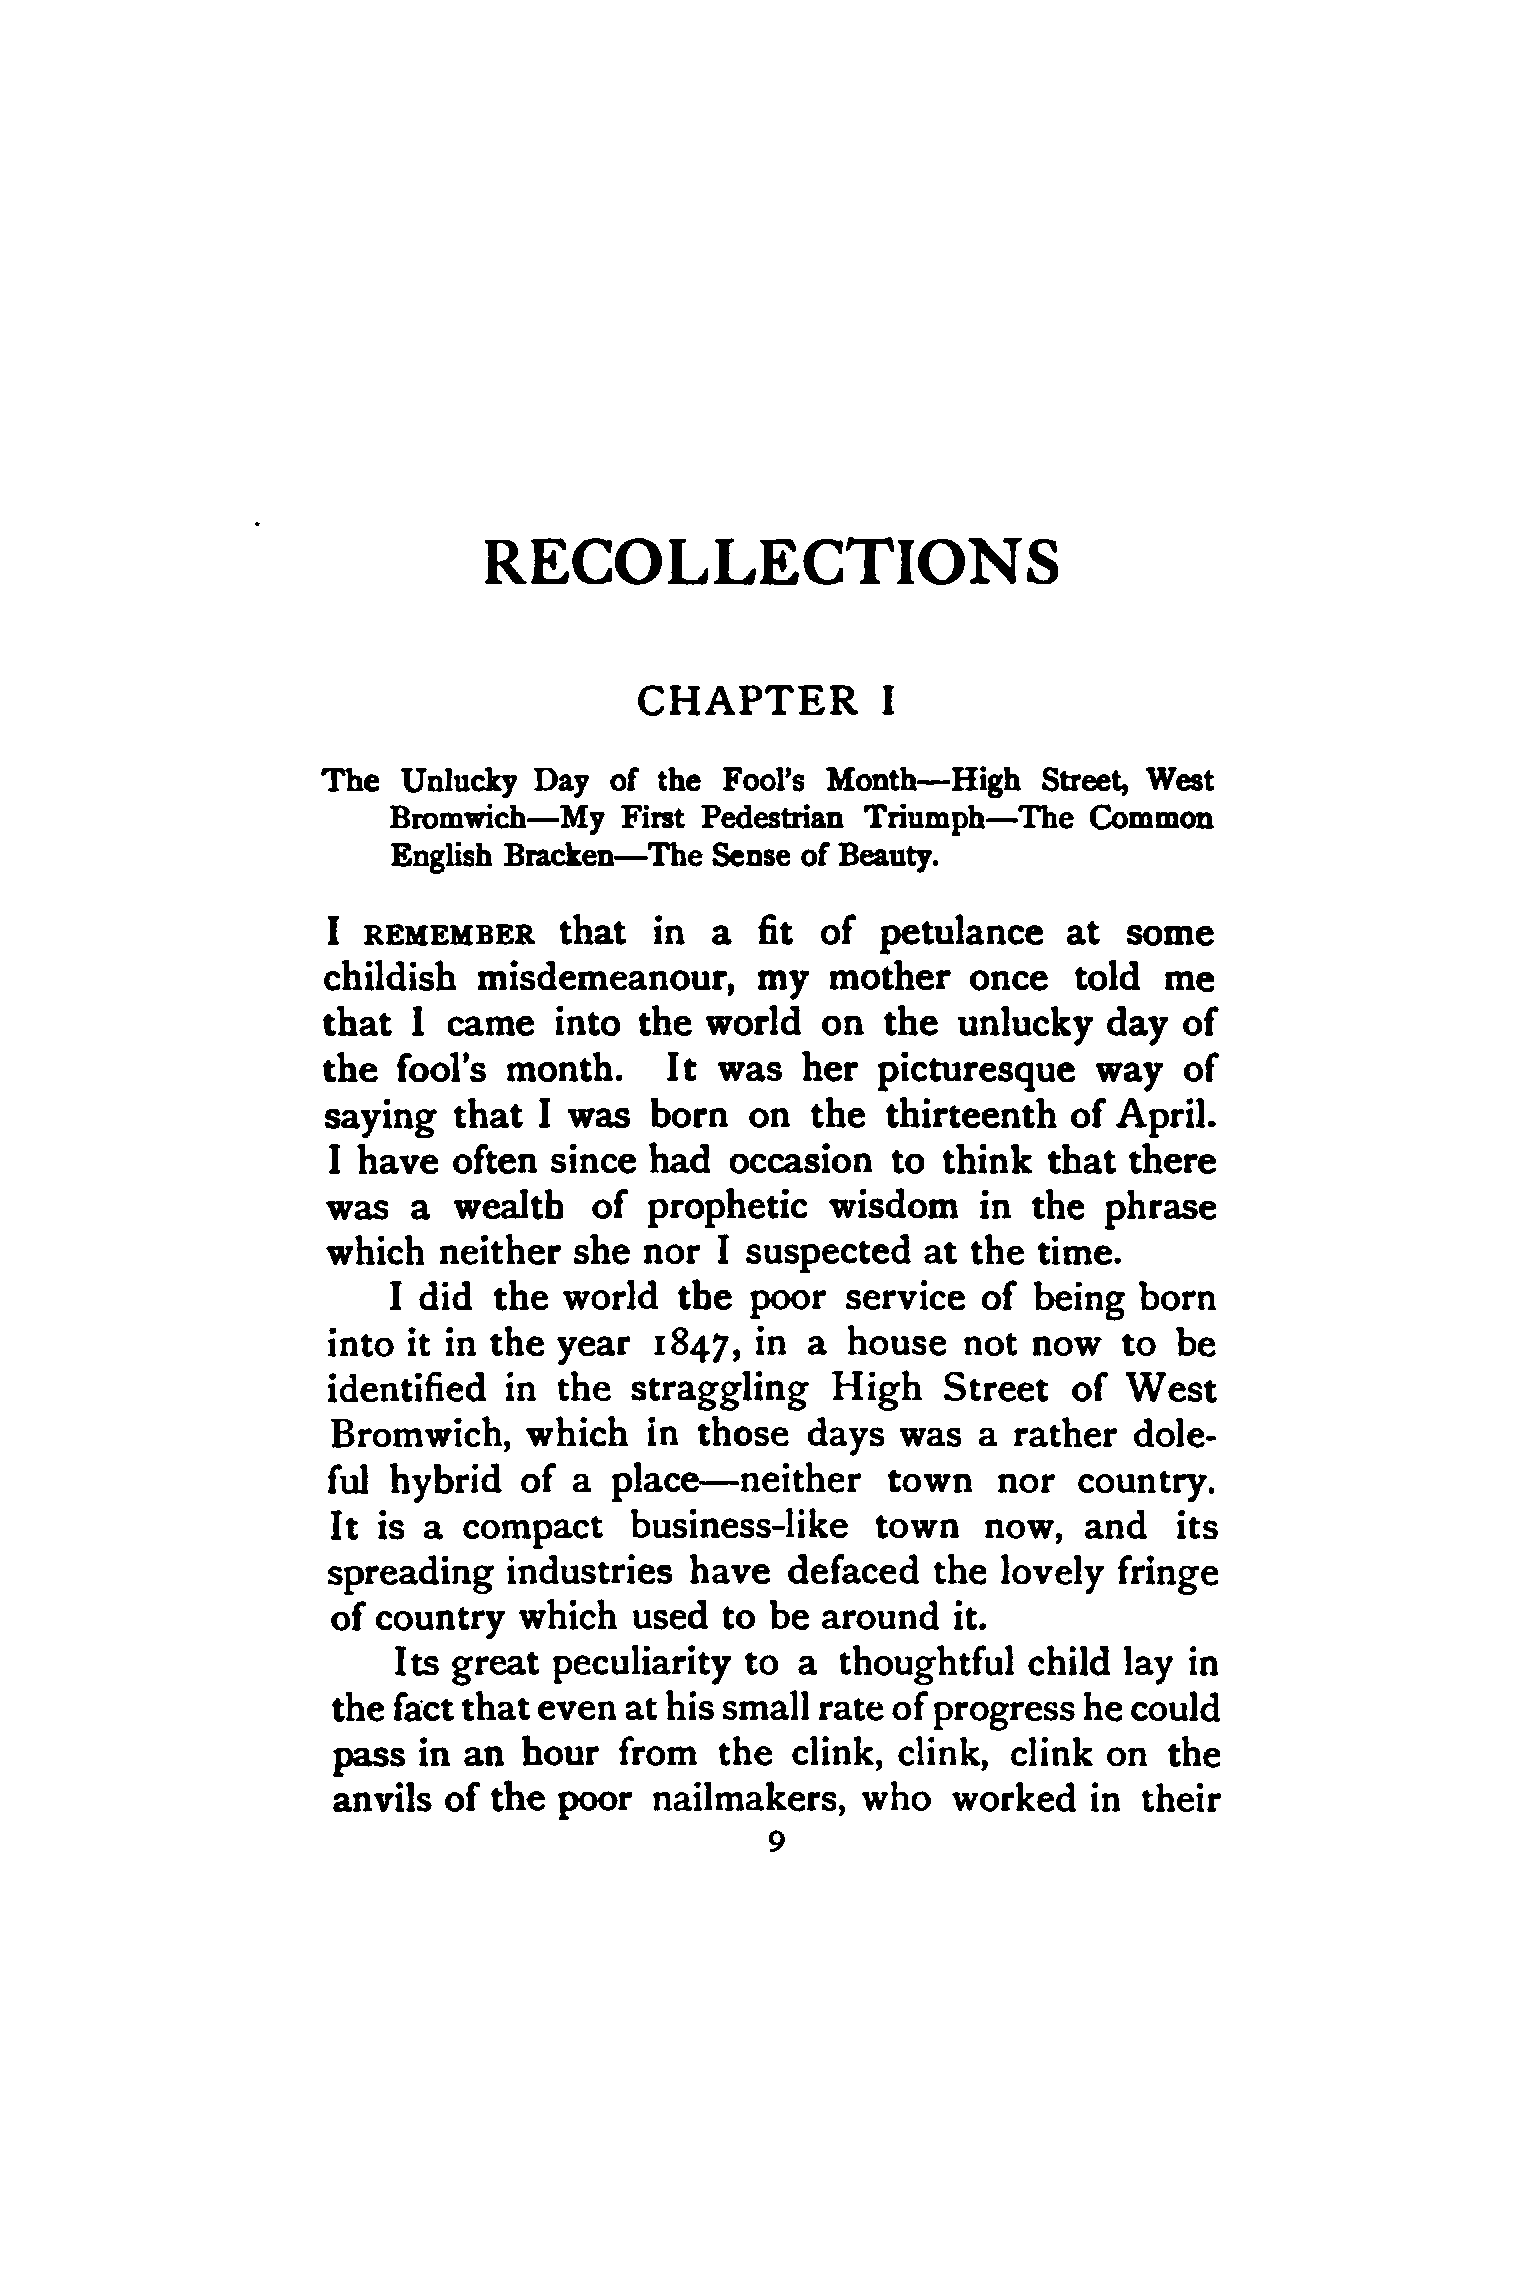 RECOLLECTIONS
CHAPTER I
The Unlucky Day of the Fool's Month—High Street, West
Bromwich—My First Pedestrian Triumph—The Common
English Bracken—The Sense of Beauty.
I REMEMBER that in a fit of petulance at some
childish misdemeanour, my mother once told me
that I came into the world on the unlucky day of
the fool's month. It was her picturesque way of
saying that I was born on the thirteenth of April.
I have often since had occasion to think that there
was a wealth of prophetic wisdom in the phrase
which neither she nor I suspected at the time.
I did the world the poor service of being born
into it in the year 1847, in a house not now to be
identified in the straggling High Street of West
Bromwich, which in those days was a rather dole-
ful hybrid of a place—neither town nor country.
It is a compact business-like town now, and its
spreading industries have defaced the lovely fringe
of country which used to be around it.
Its great peculiarity to a thoughtful child lay in
the fact that even at his small rate of progress he could
pass in an hour from the clink, clink, clink on the
anvils of the poor nailmakers, who worked in their
9